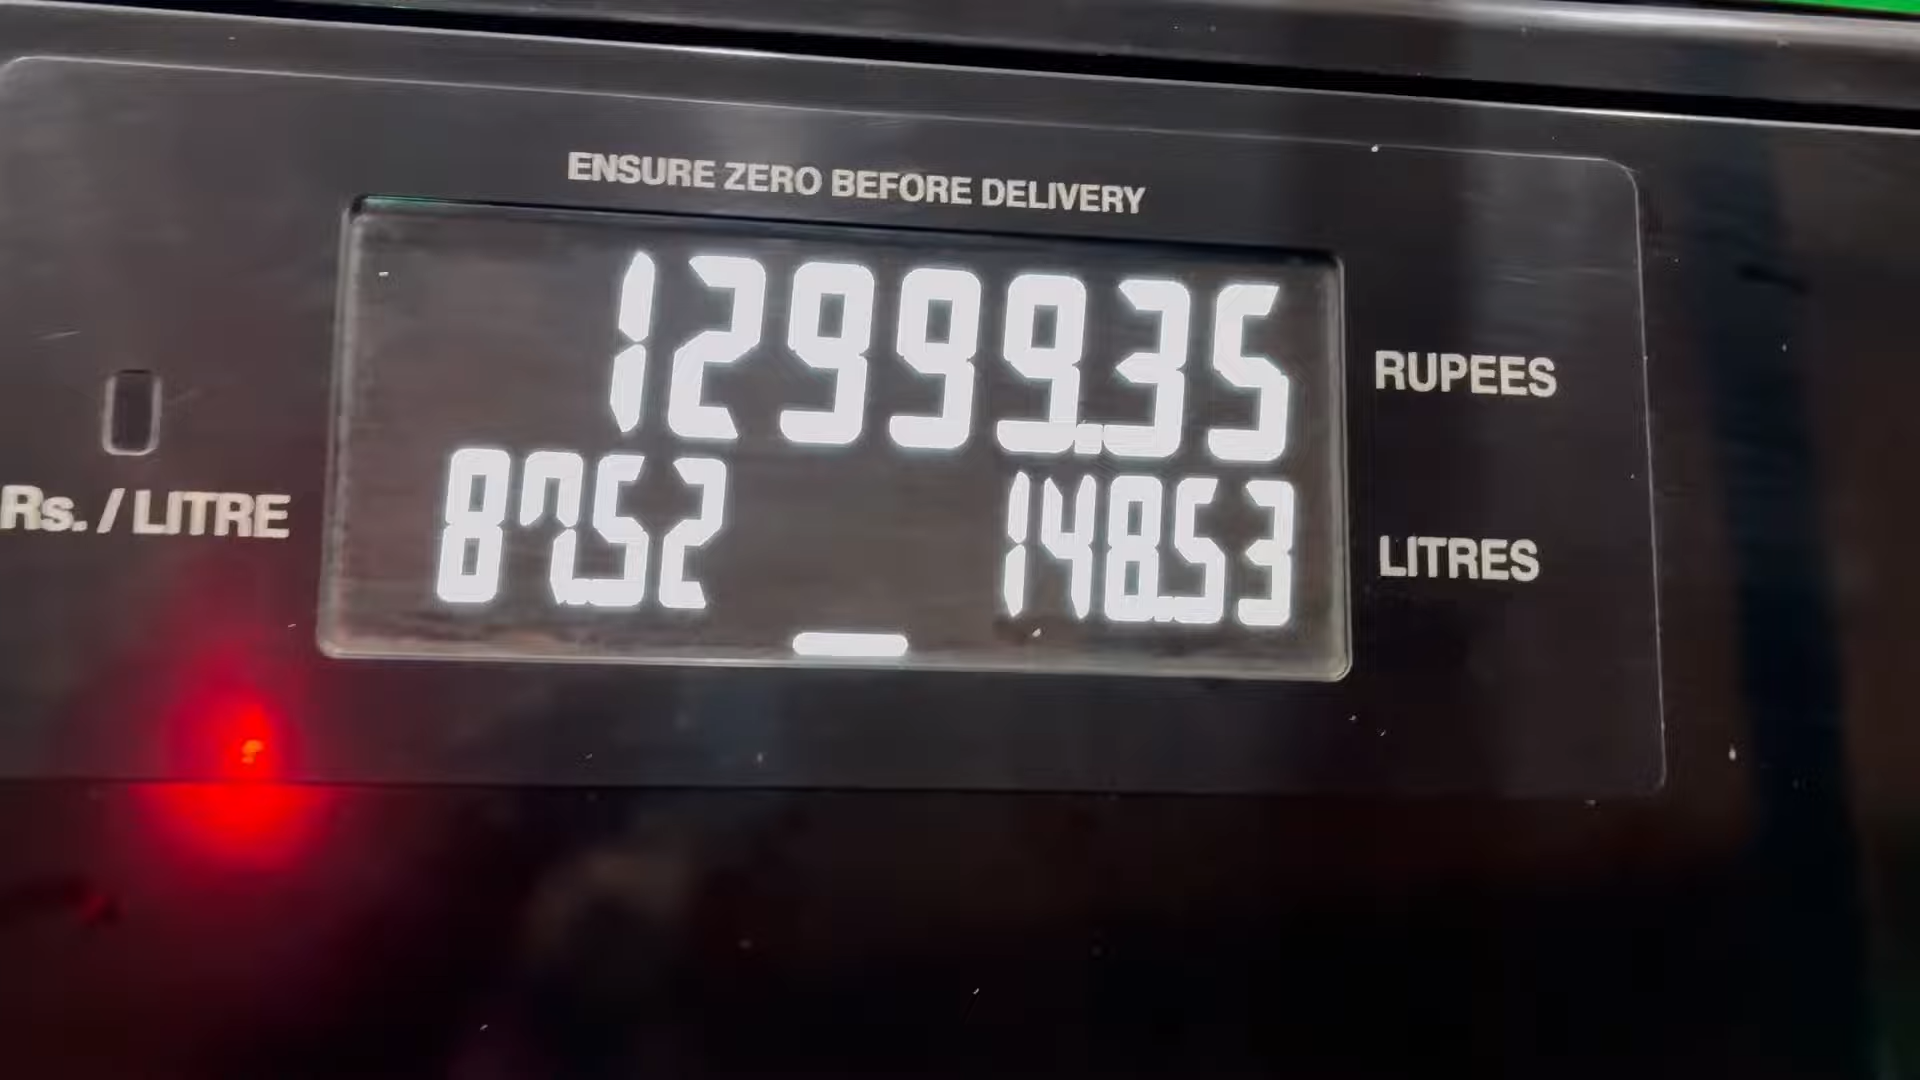 ENSURE ZERO BEFORE DELIVERY
12999.35 RUPEES
Rs. / LITRE 87.52 148.53 LITRES